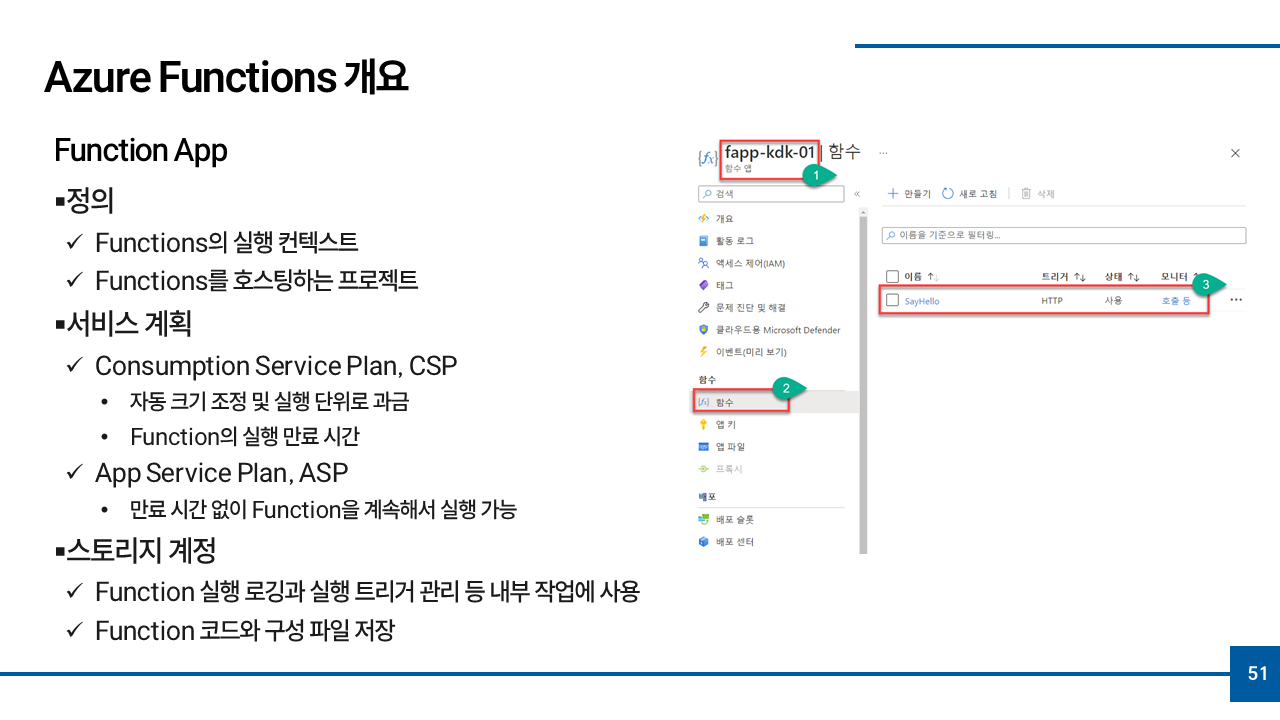 Azure Functions 개요
Function App
▪정의
✓ Functions의 실행 컨텍스트
✓ Functions를 호스팅하는 프로젝트
▪서비스 계획
✓ Consumption Service Plan, CSP
• 자동 크기 조정 및 실행 단위로 과금
• Function의 실행 만료 시간
✓ App Service Plan, ASP
• 만료 시간 없이 Function을 계속해서 실행 가능
▪스토리지 계정
✓ Function 실행 로깅과 실행 트리거 관리 등 내부 작업에 사용
✓ Function 코드와 구성 파일 저장
fapp-kdk-01 | 함수 ...
함수 앱
1
검색 «
개요
활동 로그
액세스 제어(IAM)
태그
문제 진단 및 해결
클라우드용 Microsoft Defender
이벤트(미리 보기)
함수
함수
2
앱 키
앱 파일
프록시
배포
배포 슬롯
배포 센터
만들기 새로 고침 삭제
이름을 기준으로 필터링...
이름 ↑↓ 트리거 ↑↓ 상태 ↑↓ 모니터
3
SayHello HTTP 사용 호출 등 ...
51